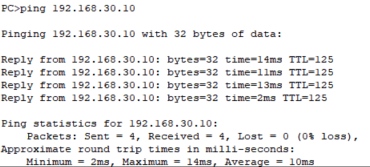 PC>ping 192.168.30.10
Pinging 192.168.30.10 with 32 bytes of data:
Reply from 192.168.30.10: bytes=32 time=14ms TTL=125
Reply from 192.168.30.10: bytes=32 time=11ms TTL=125
Reply from 192.168.30.10: bytes=32 time=13ms TTL=125
Reply from 192.168.30.10: bytes=32 time=2ms TTL=125
Ping statistics for 192.168.30.10:
Packets: Sent = 4, Received = 4, Lost = 0 (0% loss),
Approximate round trip times in milli-seconds:
Minimum = 2ms, Maximum = 14ms, Average = 10ms